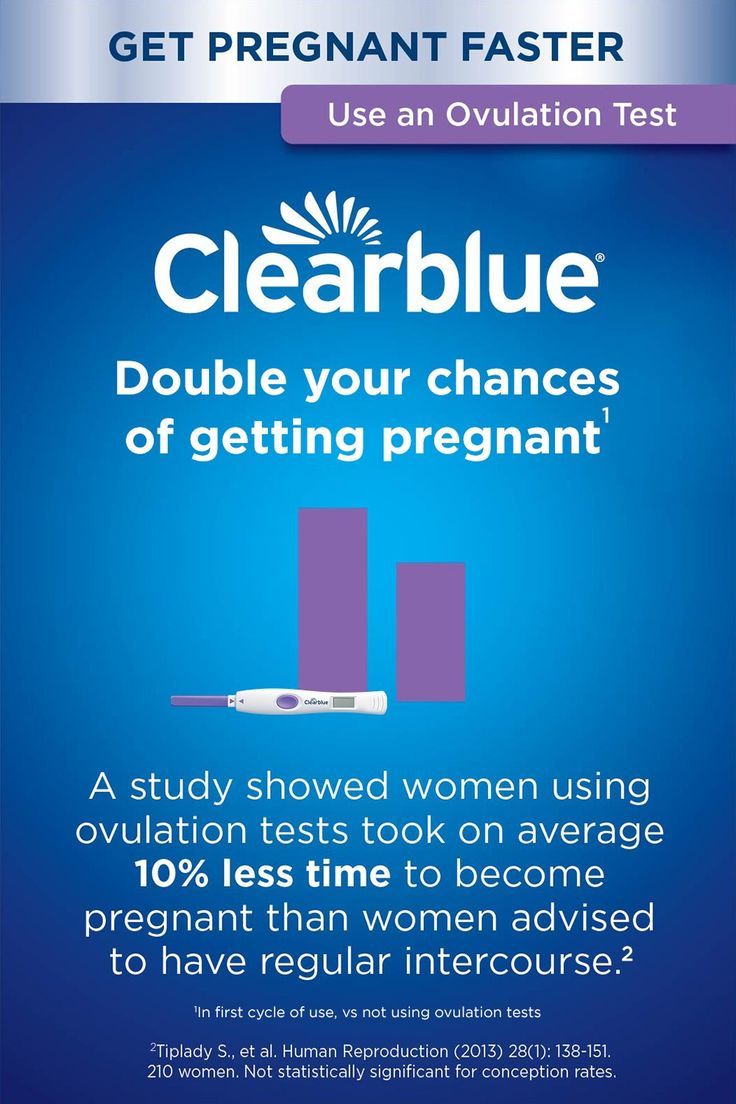 GET PREGNANT FASTER
Use an Ovulation Test
Clearblue®
Double your chances
of getting pregnant¹
Clearblue
A study showed women using
ovulation tests took on average
10% less time to become
pregnant than women advised
to have regular intercourse.²
¹In first cycle of use, vs not using ovulation tests
²Tiplady S., et al. Human Reproduction (2013) 28(1): 138-151.
210 women. Not statistically significant for conception rates.